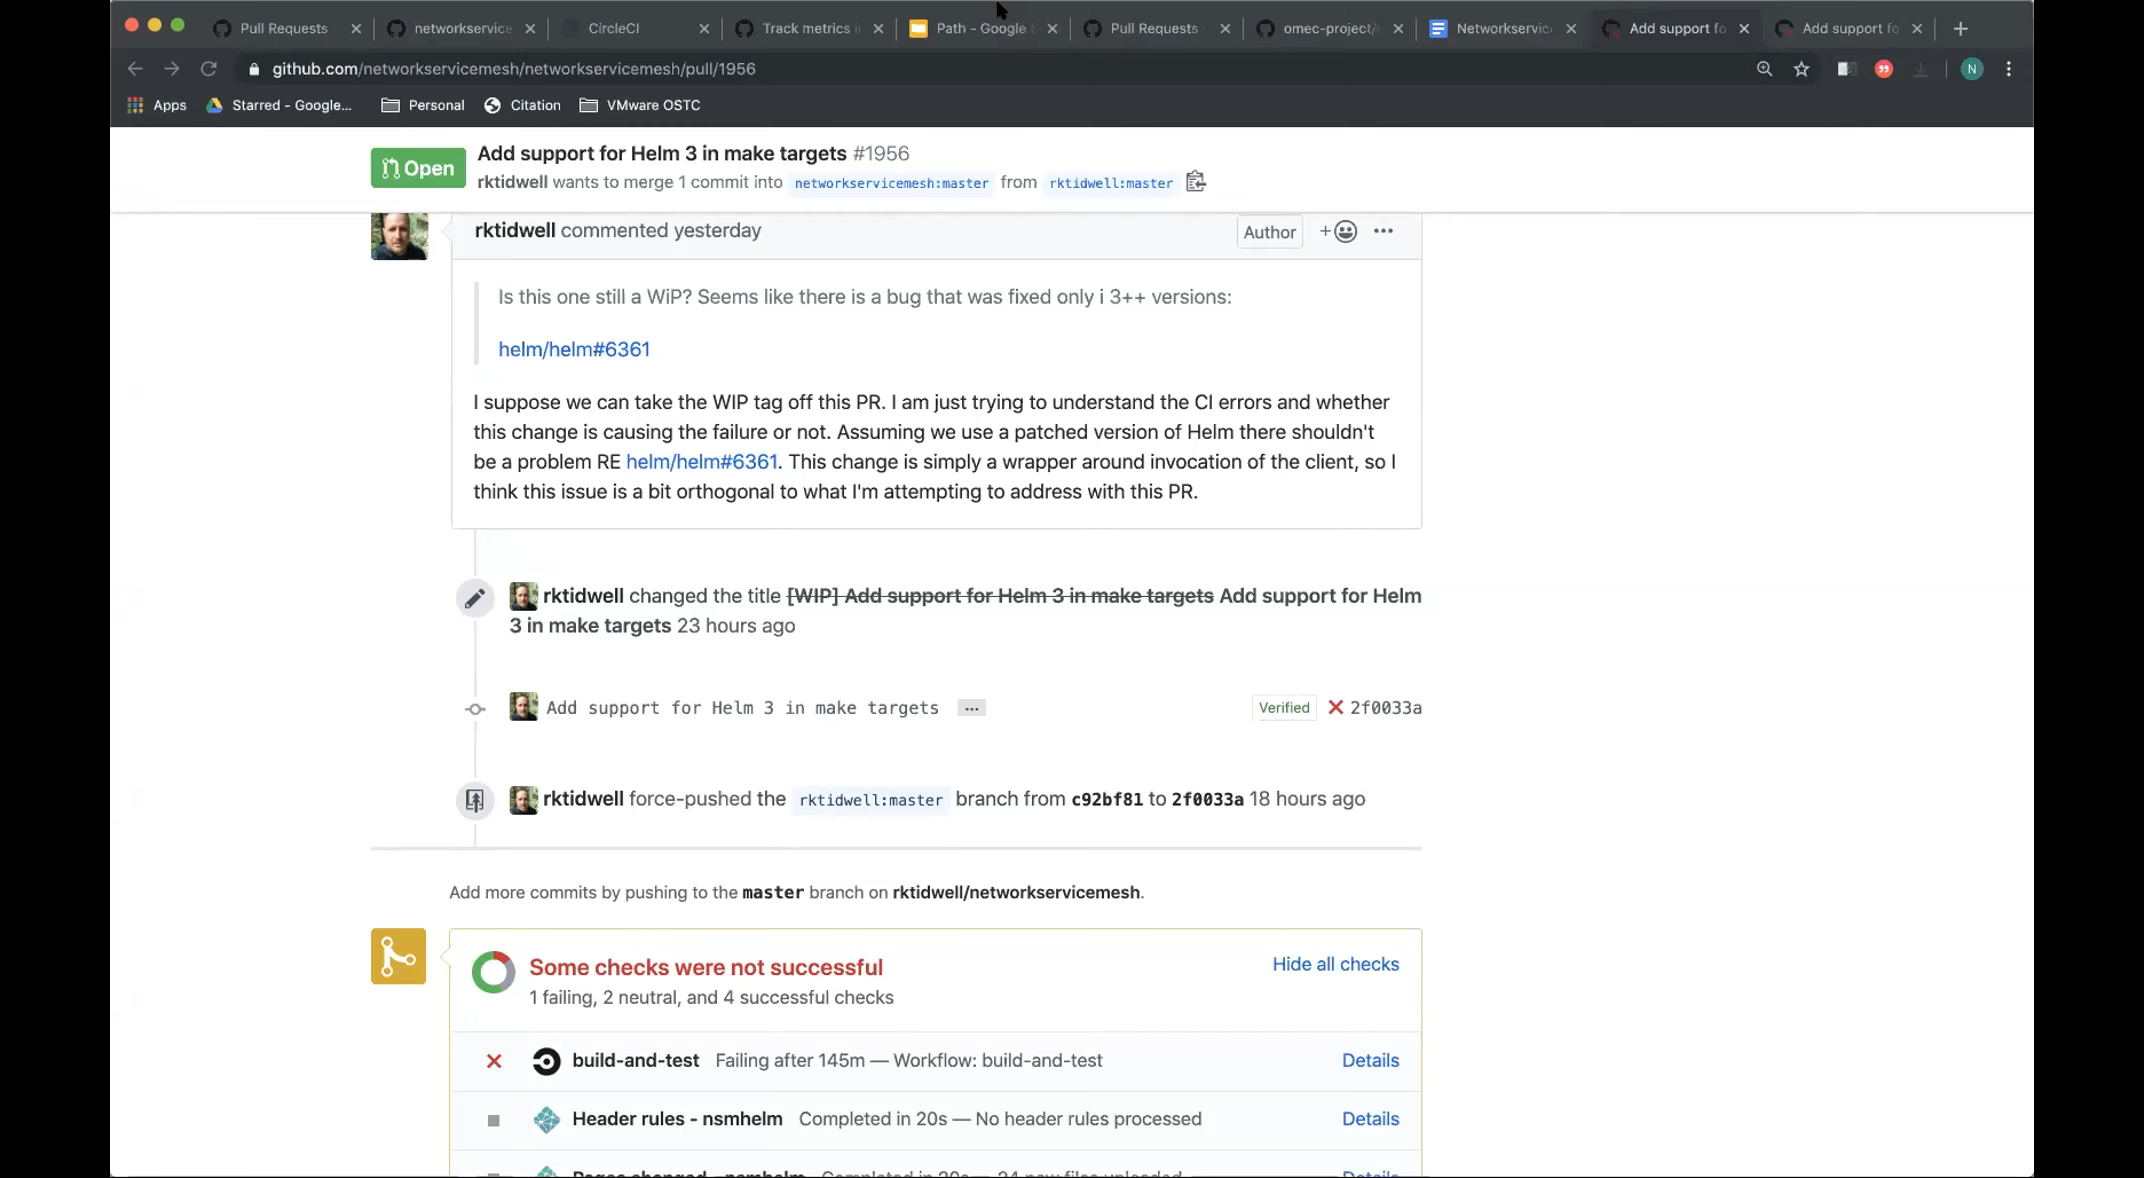 Pull Requests
networkservice
CircleCI
Track metrics i
Path - Google S
Pull Requests
omec-project/
Networkservic
Add support fo
Add support fo
github.com/networkservicemesh/networkservicemesh/pull/1956
N
Apps
Starred - Google...
Personal
Citation
VMware OSTC
Open
Add support for Helm 3 in make targets #1956
rktidwell wants to merge 1 commit into networkservicemesh:master from rktidwell:master
rktidwell commented yesterday
Author
Is this one still a WiP? Seems like there is a bug that was fixed only i 3++ versions:
helm/helm#6361
I suppose we can take the WIP tag off this PR. I am just trying to understand the CI errors and whether
this change is causing the failure or not. Assuming we use a patched version of Helm there shouldn't
be a problem RE helm/helm#6361. This change is simply a wrapper around invocation of the client, so I
think this issue is a bit orthogonal to what I'm attempting to address with this PR.
rktidwell changed the title [WIP] Add support for Helm 3 in make targets Add support for Helm
3 in make targets 23 hours ago
Add support for Helm 3 in make targets ... Verified 2f0033a
rktidwell force-pushed the rktidwell:master branch from c92bf81 to 2f0033a 18 hours ago
Add more commits by pushing to the master branch on rktidwell/networkservicemesh.
Some checks were not successful
Hide all checks
1 failing, 2 neutral, and 4 successful checks
build-and-test Failing after 145m — Workflow: build-and-test Details
Header rules - nsmhelm Completed in 20s — No header rules processed Details
Pages changed - nsmhelm Completed in 20s — 24 new files uploaded Details